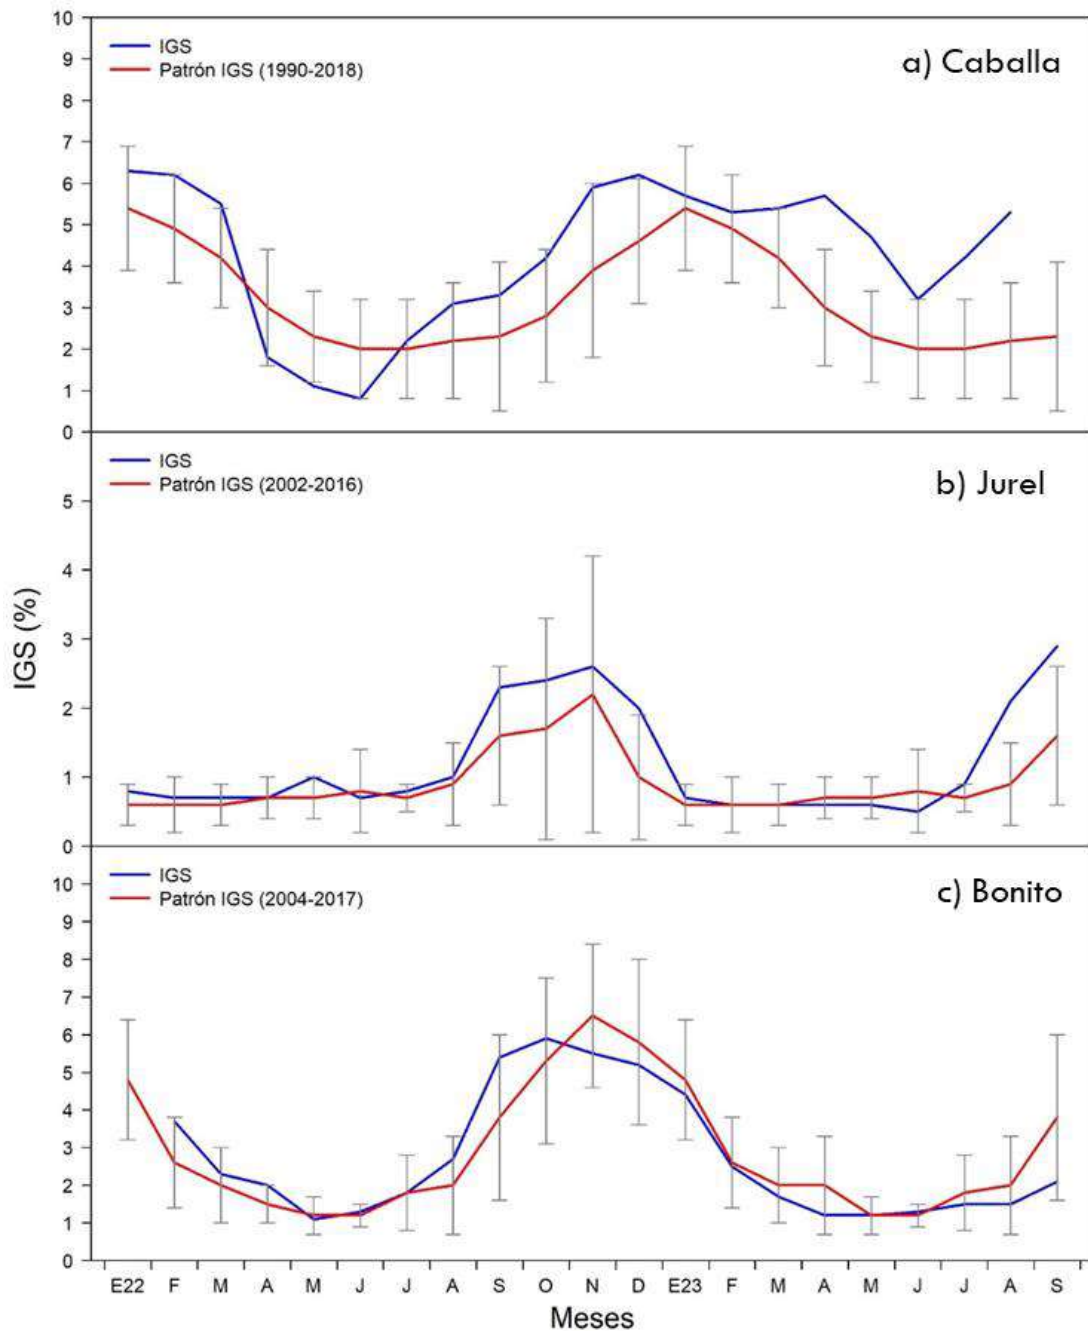 10
9
8
7
6
5
4
3
2
1
0
IGS
Patrón IGS (1990-2018)
a) Caballa
5
4
3
2
1
0
IGS
Patrón IGS (2002-2016)
b) Jurel
IGS (%)
10
9
8
7
6
5
4
3
2
1
0
IGS
Patrón IGS (2004-2017)
c) Bonito
E22 F M A M J J A S O N D E23 F M A M J J A S
Meses